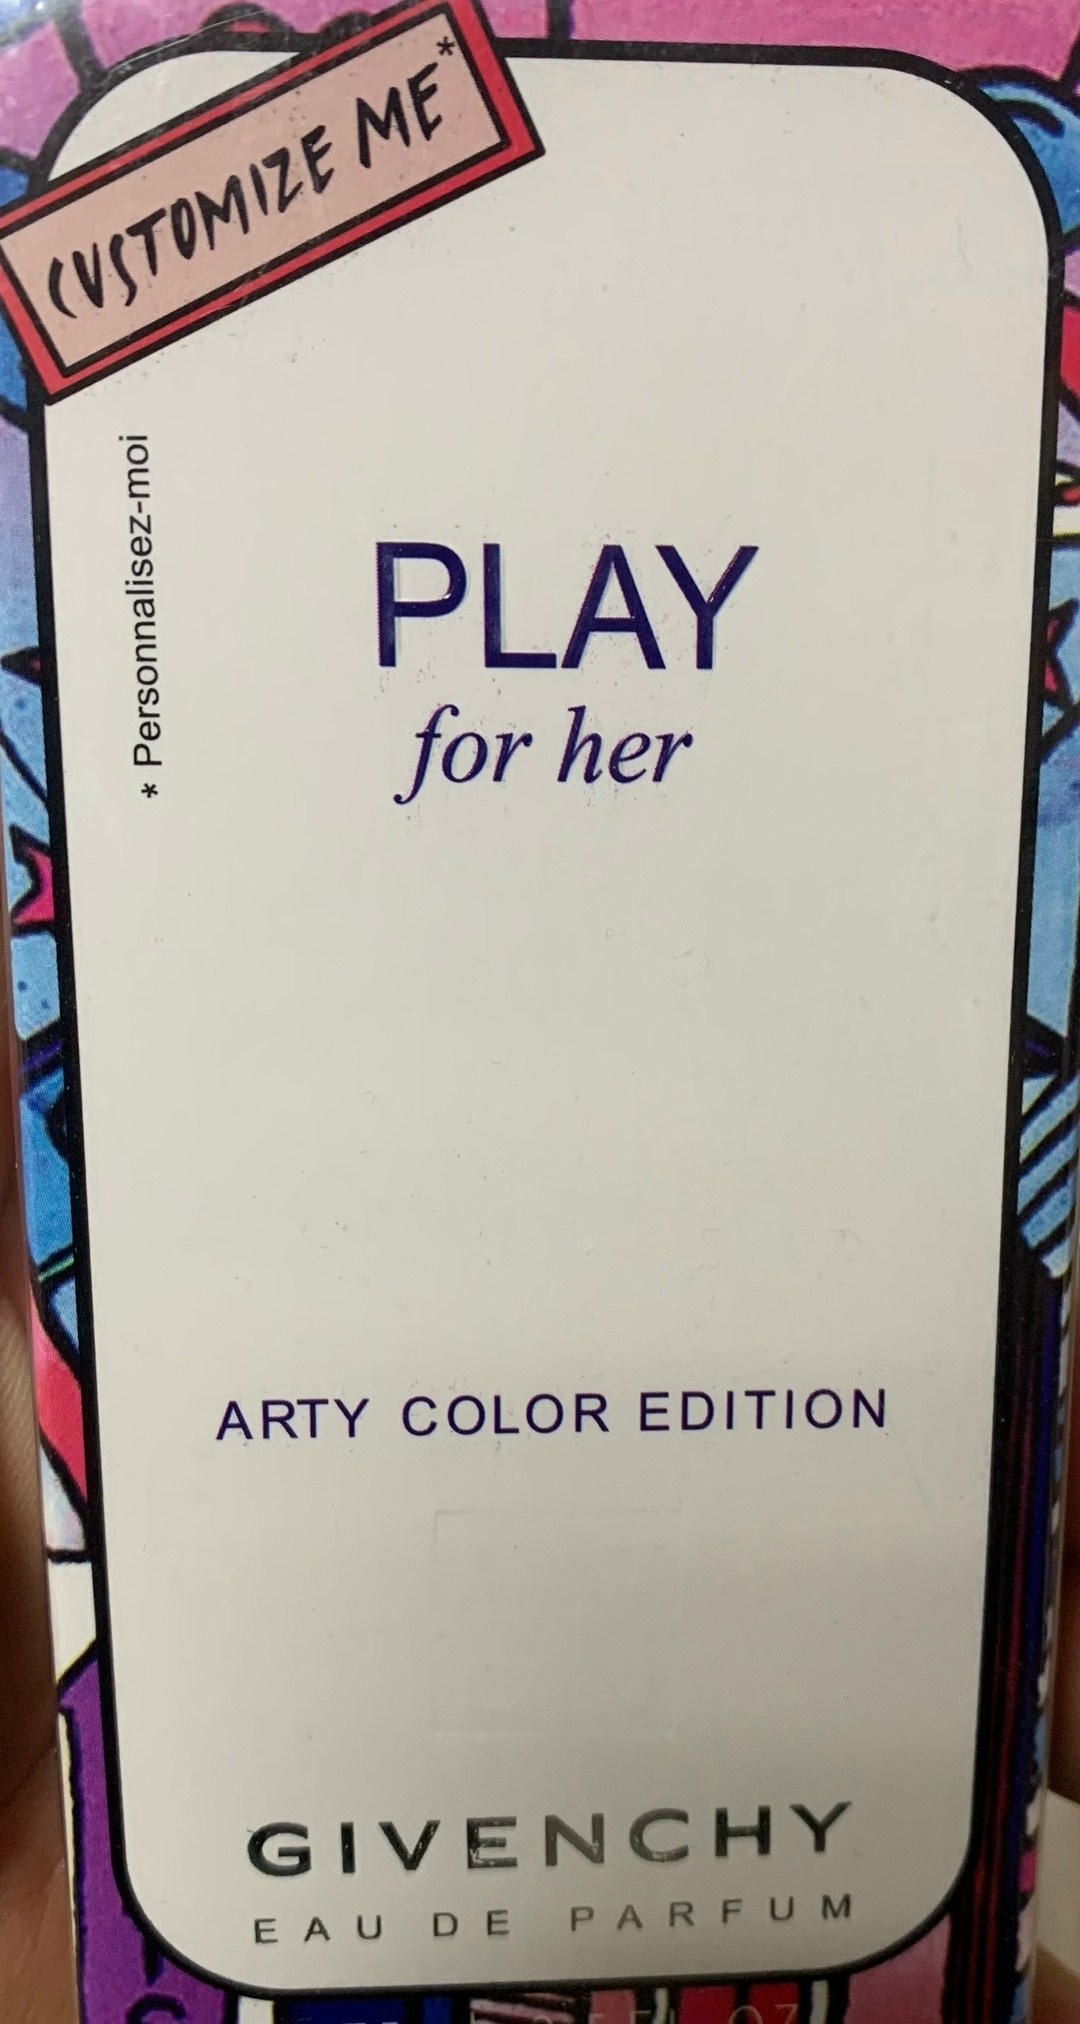 CUSTOMIZE ME*
* Personnalisez-moi
PLAY
for her
ARTY COLOR EDITION
GIVENCHY
EAU DE PARFUM